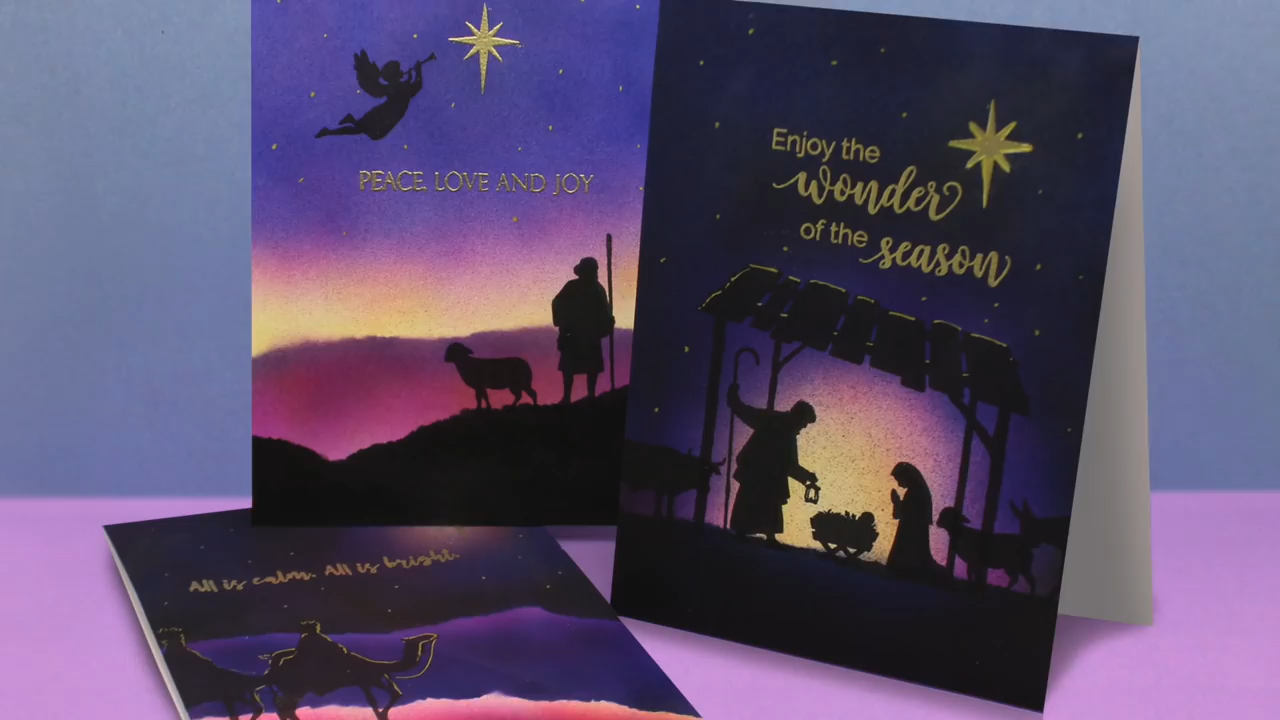 PEACE, LOVE AND JOY
Enjoy the
wonder
of the season
All is calm. All is bright.